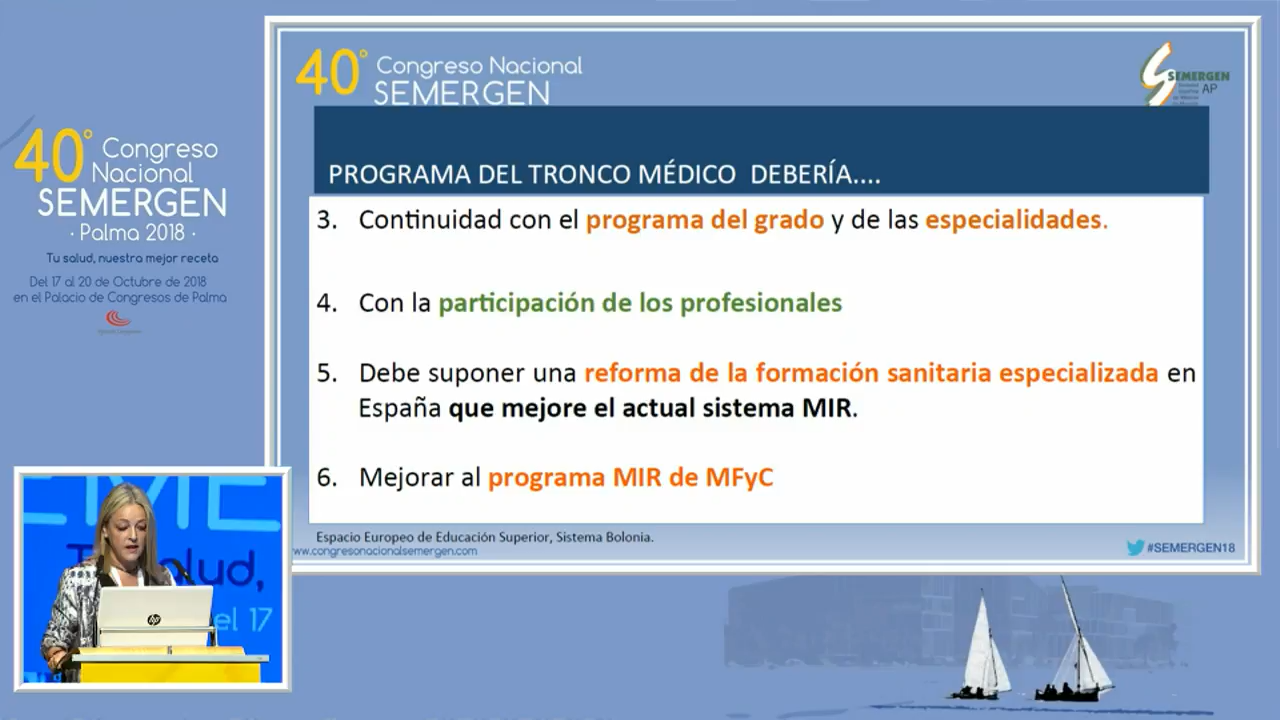 40° Congreso Nacional
SEMERGEN
SEMERGEN
AP
PROGRAMA DEL TRONCO MÉDICO DEBERÍA....
3. Continuidad con el programa del grado y de las especialidades.
4. Con la participación de los profesionales
5. Debe suponer una reforma de la formación sanitaria especializada en
España que mejore el actual sistema MIR.
6. Mejorar al programa MIR de MFyC
Espacio Europeo de Educación Superior, Sistema Bolonia.
ww.congresonacionalsemergen.com
#SEMERGEN18
40° Congreso
Nacional
SEMERGEN
· Palma 2018 ·
Tu salud, nuestra mejor receta
Del 17 al 20 de Octubre de 2018
en el Palacio de Congresos de Palma
EME
Tu salud,
del 17
hp